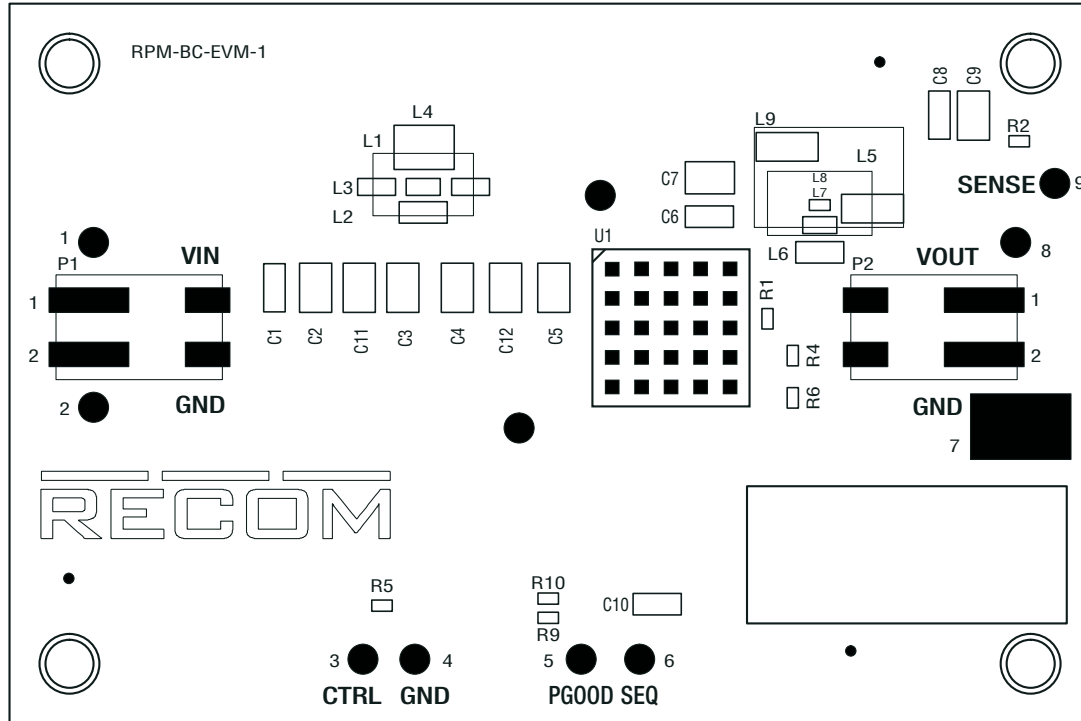 RPM-BC-EVM-1
C8
C9
L4
L9
R2
L1
L5
C7
L8
SENSE
9
L3
L7
L2
C6
U1
1
VIN
L6
VOUT
8
P1
P2
1
R1
1
C1
C2
C11
C3
C4
C12
C5
2
R4
2
2
GND
R6
GND
7
RECOM
R5
R10
C10
R9
3
4
5
6
CTRL
GND
PGOOD
SEQ